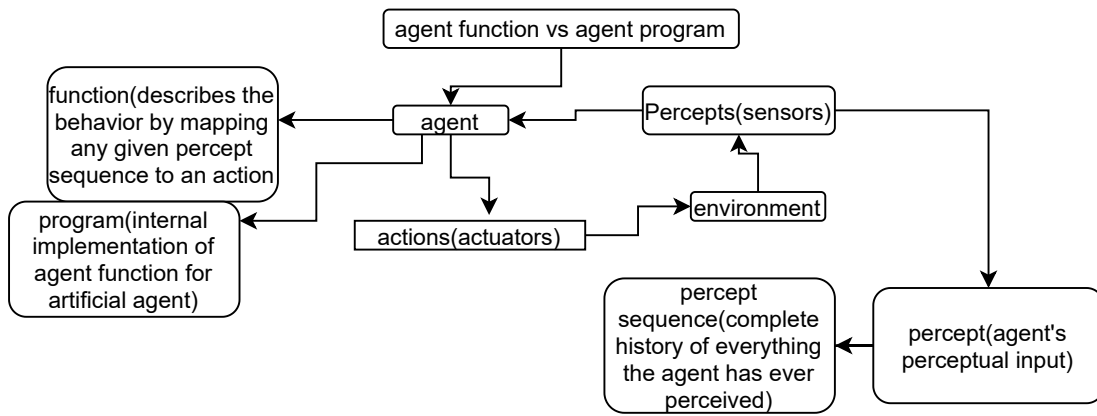 agent function vs agent program
function(describes the
behavior by mapping
any given percept
sequence to an action
agent
Percepts(sensors)
program(internal
implementation of
agent function for
artificial agent)
actions(actuators)
environment
percept
sequence(complete
history of everything
the agent has ever
perceived)
percept(agent's
perceptual input)